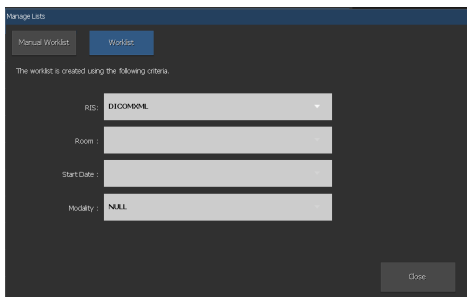 Manage Lists
Manual Worklist
Worklist
The worklist is created using the following criteria.
RIS: DICOMXML
Room :
Start Date :
Modality : NULL
Close